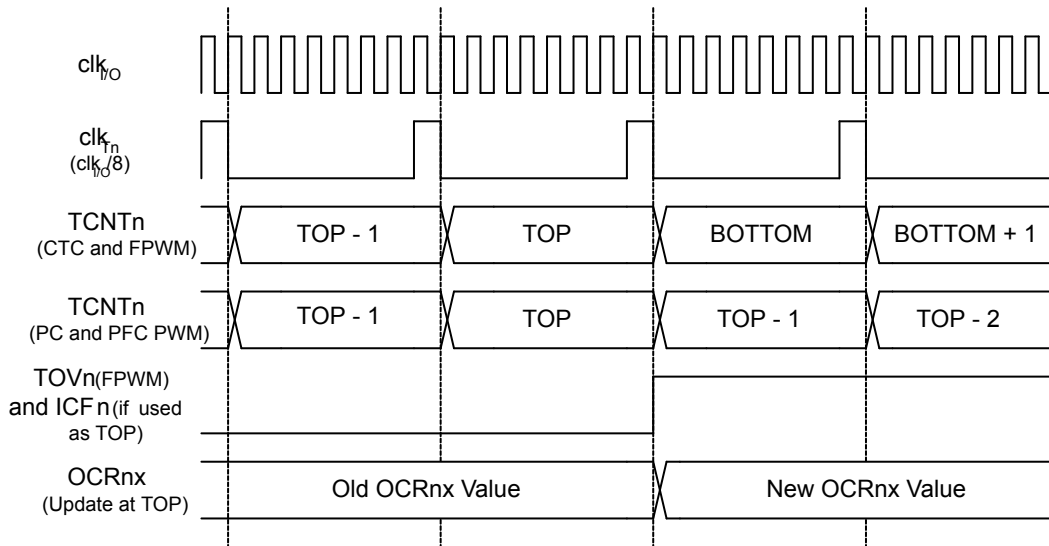 clkI/O
clkTn
(clkI/O/8)
TCNTn
(CTC and FPWM)
TOP - 1
TOP
BOTTOM
BOTTOM + 1
TCNTn
(PC and PFC PWM)
TOP - 1
TOP
TOP - 1
TOP - 2
TOVn(FPWM)
and ICFn(if used
as TOP)
OCRnx
(Update at TOP)
Old OCRnx Value
New OCRnx Value